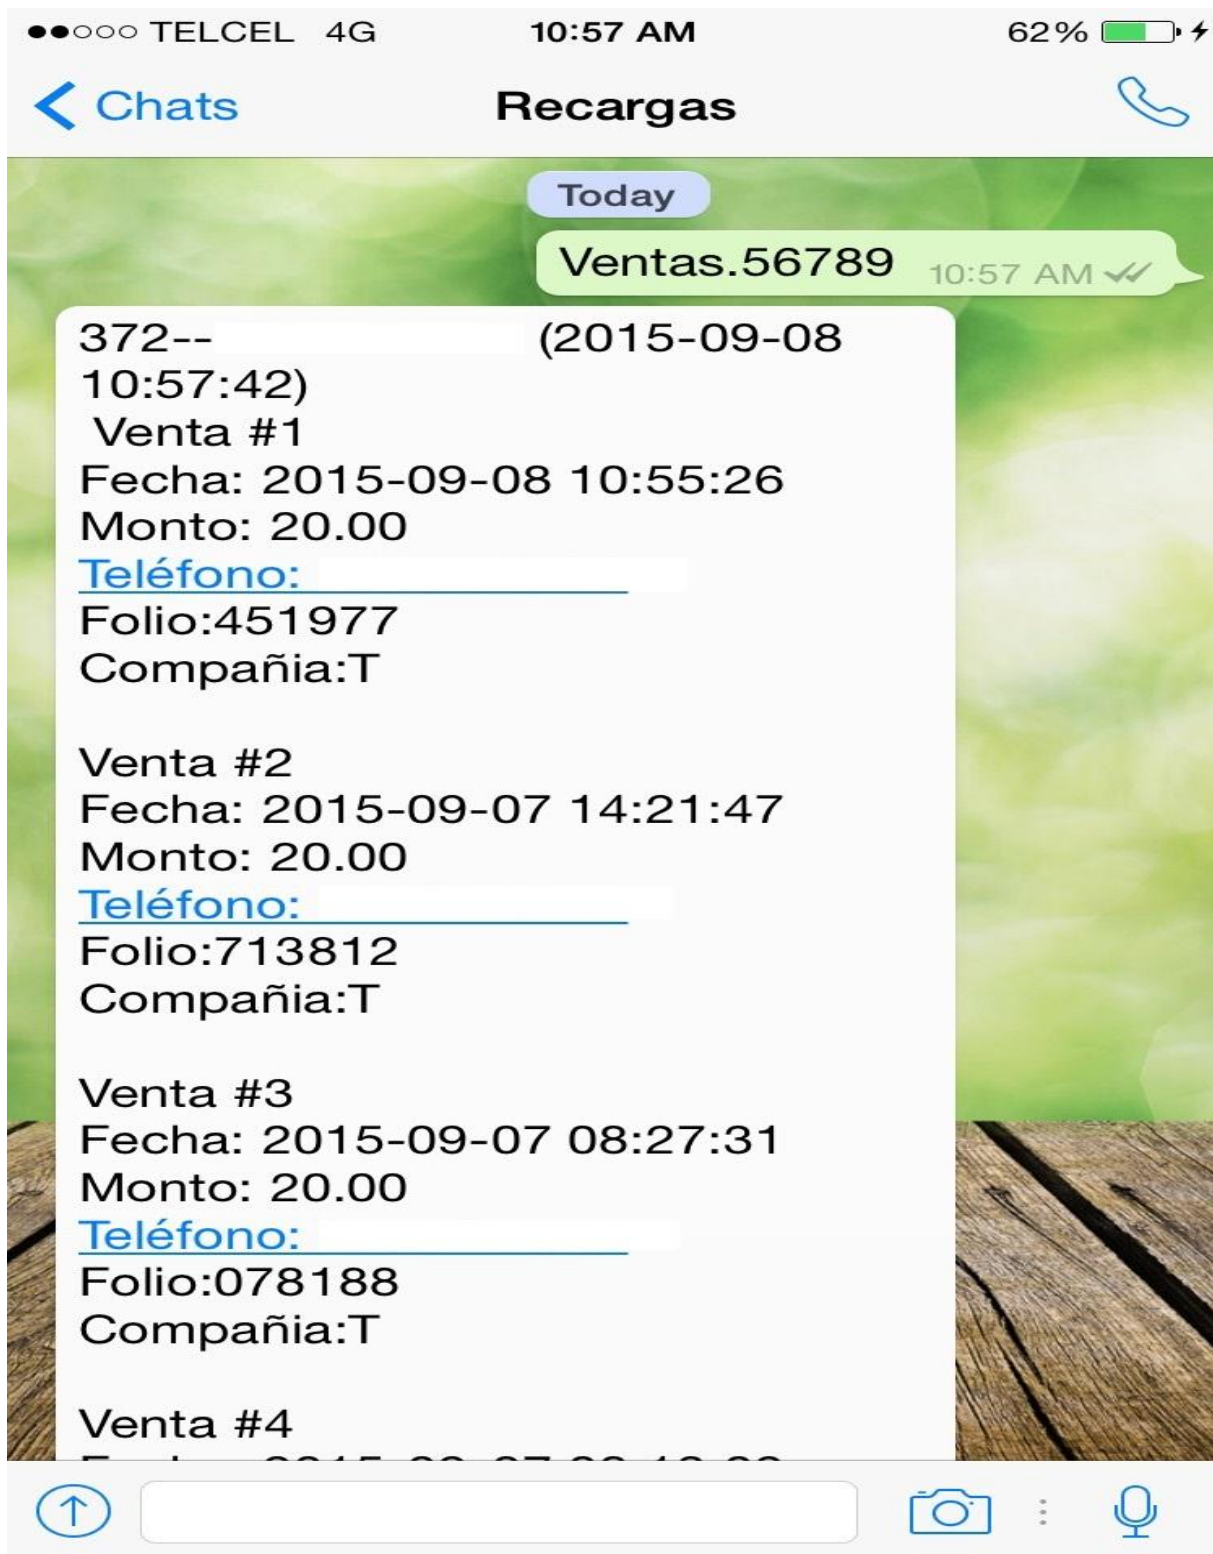 TELCEL 4G 10:57 AM 62%
Chats Recargas
Today
Ventas.56789 10:57 AM
372-- (2015-09-08
10:57:42)
Venta #1
Fecha: 2015-09-08 10:55:26
Monto: 20.00
Teléfono:
Folio:451977
Compañia:T
Venta #2
Fecha: 2015-09-07 14:21:47
Monto: 20.00
Teléfono:
Folio:713812
Compañia:T
Venta #3
Fecha: 2015-09-07 08:27:31
Monto: 20.00
Teléfono:
Folio:078188
Compañia:T
Venta #4